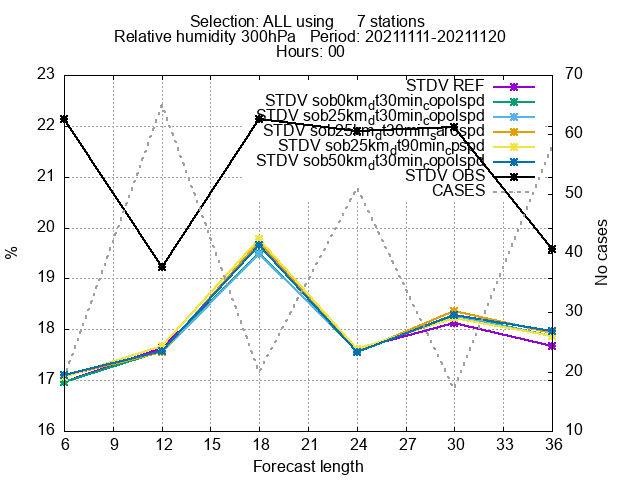 Selection: ALL using 7 stations
Relative humidity 300hPa Period: 20211111-20211120
Hours: 00
STDV REF
STDV sob0km_dt30min_copolspd
STDV sob25km_dt30min_copolspd
STDV sob25km_dt30min_sarspd
STDV sob25km_dt90min_cpspd
STDV sob50km_dt30min_copolspd
STDV OBS
CASES
23
22
21
20
19
18
17
16
%
70
60
50
40
30
20
10
No cases
6 9 12 15 18 21 24 27 30 33 36
Forecast length